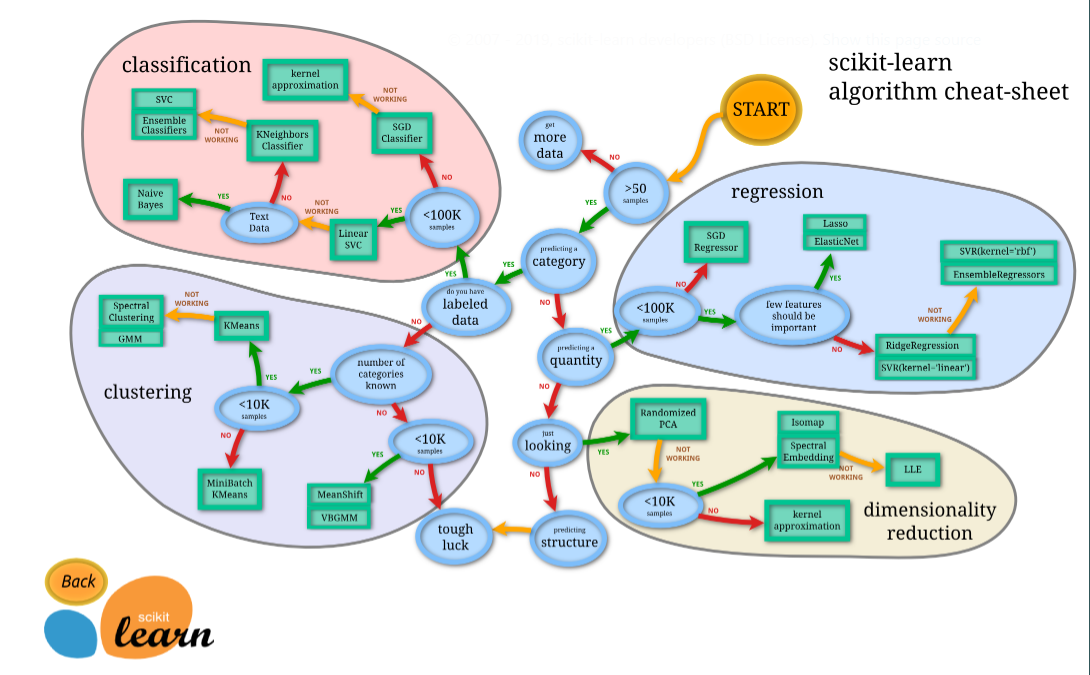 scikit-learn
algorithm cheat-sheet
START
get
more
data
NO
>50
samples
YES
predicting a
category
YES
NO
do you have
labeled
data
YES
NO
predicting a
quantity
YES
NO
just
looking
YES
NO
predicting
structure
tough
luck
classification
kernel
approximation
NOT
WORKING
SVC
Ensemble
Classifiers
NOT
WORKING
KNeighbors
Classifier
SGD
Classifier
NO
Naive
Bayes
YES
NO
Text
Data
NOT
WORKING
Linear
SVC
YES
<100K
samples
regression
SGD
Regressor
NO
<100K
samples
YES
Lasso
ElasticNet
YES
few features
should be
important
NO
SVR(kernel='rbf')
EnsembleRegressors
NOT
WORKING
RidgeRegression
SVR(kernel='linear')
clustering
Spectral
Clustering
GMM
NOT
WORKING
KMeans
YES
<10K
samples
NO
MiniBatch
KMeans
YES
number of
categories
known
NO
<10K
samples
YES
NO
MeanShift
VBGMM
dimensionality
reduction
Randomized
PCA
NOT
WORKING
<10K
samples
YES
NO
Isomap
Spectral
Embedding
NOT
WORKING
LLE
kernel
approximation
Back
scikit
learn